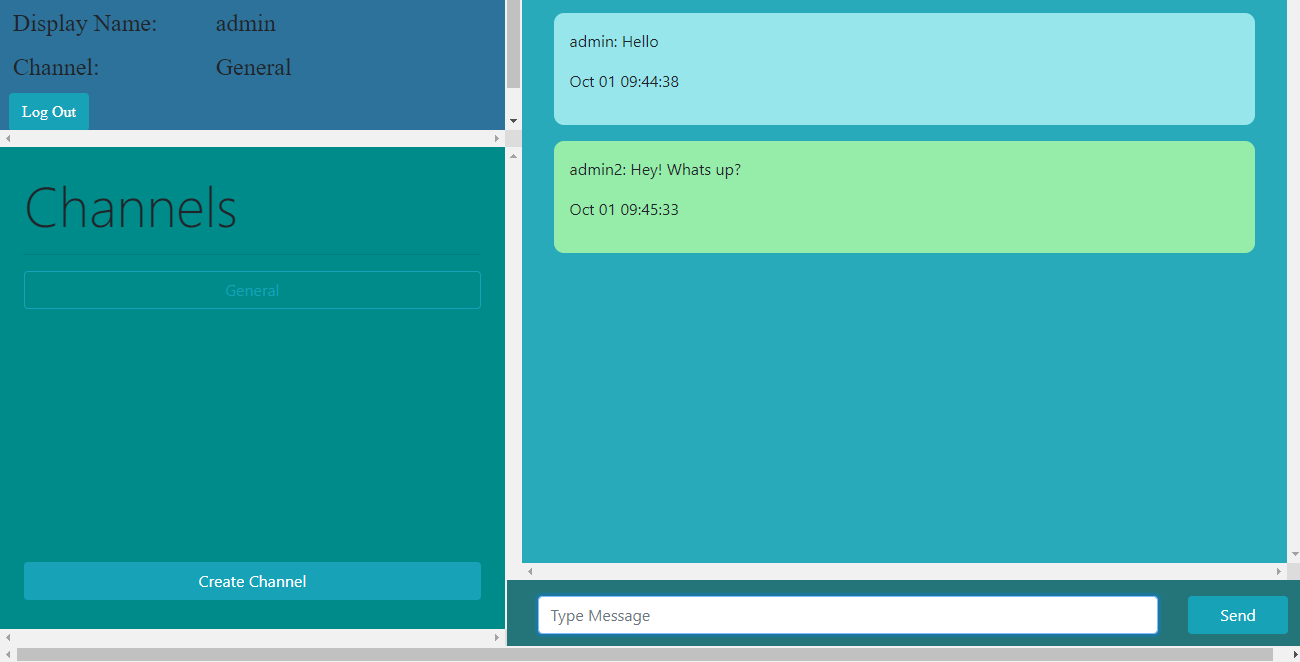 Display Name: admin
Channel: General
Log Out
Channels
General
Create Channel
admin: Hello
Oct 01 09:44:38
admin2: Hey! Whats up?
Oct 01 09:45:33
Type Message
Send